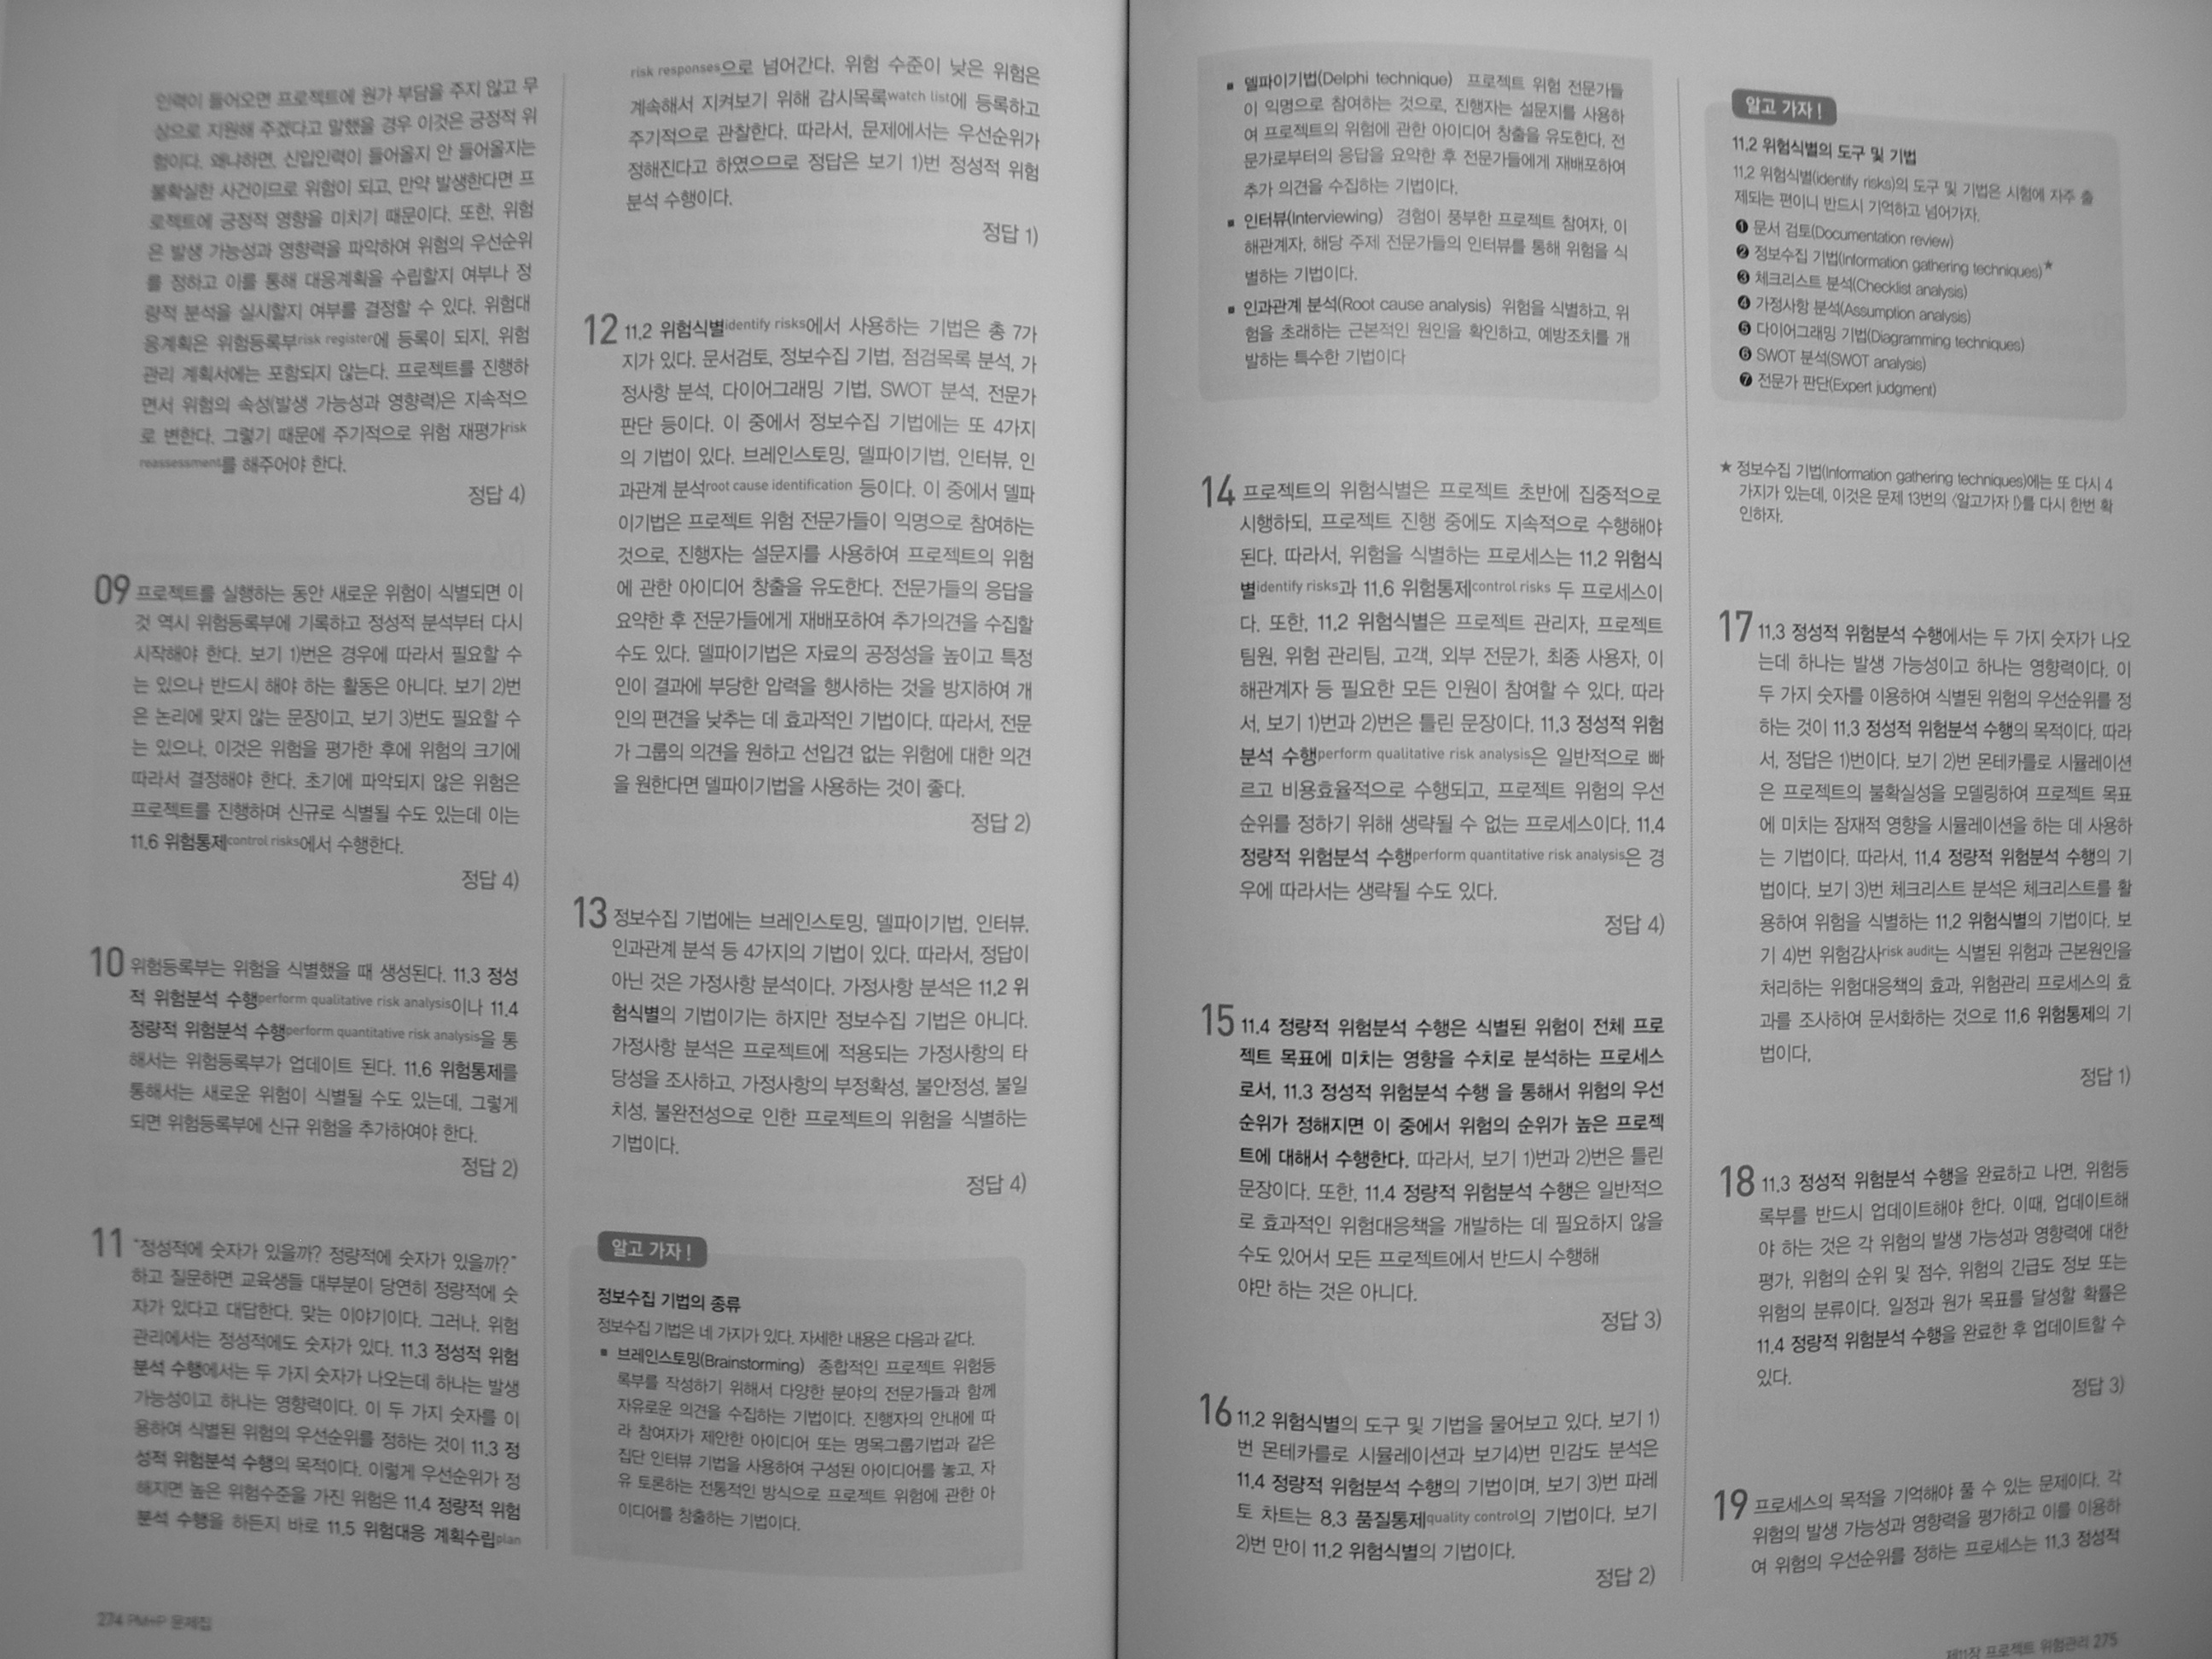 인력이 들어오면 프로젝트에 원가 부담을 주지 않고 무
상으로 지원해 주겠다고 말했을 경우 이것은 긍정적 위
험이다. 왜냐하면, 신입인력이 들어올지 안 들어올지는
불확실한 사건이므로 위험이 되고, 만약 발생한다면 프
로젝트에 긍정적 영향을 미치기 때문이다. 또한, 위험
은 발생 가능성과 영향력을 파악하여 위험의 우선순위
를 정하고 이를 통해 대응계획을 수립할지 여부나 정
량적 분석을 실시할지 여부를 결정할 수 있다. 위험대
응계획은 위험등록부risk register에 등록이 되지, 위험
관리 계획서에는 포함되지 않는다. 프로젝트를 진행하
면서 위험의 속성(발생 가능성과 영향력)은 지속적으
로 변한다. 그렇기 때문에 주기적으로 위험 재평가risk
reassessment를 해주어야 한다.
정답 4)
09 프로젝트를 실행하는 동안 새로운 위험이 식별되면 이
것 역시 위험등록부에 기록하고 정성적 분석부터 다시
시작해야 한다. 보기 1)번은 경우에 따라서 필요할 수
는 있으나 반드시 해야 하는 활동은 아니다. 보기 2)번
은 논리에 맞지 않는 문장이고, 보기 3)번도 필요할 수
는 있으나, 이것은 위험을 평가한 후에 위험의 크기에
따라서 결정해야 한다. 초기에 파악되지 않은 위험은
프로젝트를 진행하며 신규로 식별될 수도 있는데 이는
11.6 위험통제control risks에서 수행한다.
정답 4)
10 위험등록부는 위험을 식별했을 때 생성된다. 11.3 정성
적 위험분석 수행perform qualitative risk analysis이나 11.4
정량적 위험분석 수행perform quantitative risk analysis을 통
해서는 위험등록부가 업데이트 된다. 11.6 위험통제를
통해서는 새로운 위험이 식별될 수도 있는데, 그렇게
되면 위험등록부에 신규 위험을 추가하여야 한다.
정답 2)
11 "정성적에 숫자가 있을까? 정량적에 숫자가 있을까?"
하고 질문하면 교육생들 대부분이 당연히 정량적에 숫
자가 있다고 대답한다. 맞는 이야기이다. 그러나, 위험
관리에서는 정성적에도 숫자가 있다. 11.3 정성적 위험
분석 수행에서는 두 가지 숫자가 나오는데 하나는 발생
가능성이고 하나는 영향력이다. 이 두 가지 숫자를 이
용하여 식별된 위험의 우선순위를 정하는 것이 11.3 정
성적 위험분석 수행의 목적이다. 이렇게 우선순위가 정
해지면 높은 위험수준을 가진 위험은 11.4 정량적 위험
분석 수행을 하든지 바로 11.5 위험대응 계획수립plan
risk responses으로 넘어간다. 위험 수준이 낮은 위험은
계속해서 지켜보기 위해 감시목록watch list에 등록하고
주기적으로 관찰한다. 따라서, 문제에서는 우선순위가
정해진다고 하였으므로 정답은 보기 1)번 정성적 위험
분석 수행이다.
정답 1)
12 11.2 위험식별identify risks에서 사용하는 기법은 총 7가
지가 있다. 문서검토, 정보수집 기법, 점검목록 분석, 가
정사항 분석, 다이어그래밍 기법, SWOT 분석, 전문가
판단 등이다. 이 중에서 정보수집 기법에는 또 4가지
의 기법이 있다. 브레인스토밍, 델파이기법, 인터뷰, 인
과관계 분석root cause identification 등이다. 이 중에서 델파
이기법은 프로젝트 위험 전문가들이 익명으로 참여하는
것으로, 진행자는 설문지를 사용하여 프로젝트의 위험
에 관한 아이디어 창출을 유도한다. 전문가들의 응답을
요약한 후 전문가들에게 재배포하여 추가의견을 수집할
수도 있다. 델파이기법은 자료의 공정성을 높이고 특정
인이 결과에 부당한 압력을 행사하는 것을 방지하여 개
인의 편견을 낮추는 데 효과적인 기법이다. 따라서, 전문
가 그룹의 의견을 원하고 선입견 없는 위험에 대한 의견
을 원한다면 델파이기법을 사용하는 것이 좋다.
정답 2)
13 정보수집 기법에는 브레인스토밍, 델파이기법, 인터뷰,
인과관계 분석 등 4가지의 기법이 있다. 따라서, 정답이
아닌 것은 가정사항 분석이다. 가정사항 분석은 11.2 위
험식별의 기법이기는 하지만 정보수집 기법은 아니다.
가정사항 분석은 프로젝트에 적용되는 가정사항의 타
당성을 조사하고, 가정사항의 부정확성, 불안정성, 불일
치성, 불완전성으로 인한 프로젝트의 위험을 식별하는
기법이다.
정답 4)
알고 가자!
정보수집 기법의 종류
정보수집 기법은 네 가지가 있다. 자세한 내용은 다음과 같다.
▪ 브레인스토밍(Brainstorming) 종합적인 프로젝트 위험등
록부를 작성하기 위해서 다양한 분야의 전문가들과 함께
자유로운 의견을 수집하는 기법이다. 진행자의 안내에 따
라 참여자가 제안한 아이디어 또는 명목그룹기법과 같은
집단 인터뷰 기법을 사용하여 구성된 아이디어를 놓고, 자
유 토론하는 전통적인 방식으로 프로젝트 위험에 관한 아
이디어를 창출하는 기법이다.
274 PMP 문제집
▪ 델파이기법(Delphi technique) 프로젝트 위험 전문가들
이 익명으로 참여하는 것으로, 진행자는 설문지를 사용하
여 프로젝트의 위험에 관한 아이디어 창출을 유도한다. 전
문가로부터의 응답을 요약한 후 전문가들에게 재배포하여
추가 의견을 수집하는 기법이다.
▪ 인터뷰(Interviewing) 경험이 풍부한 프로젝트 참여자, 이
해관계자, 해당 주제 전문가들의 인터뷰를 통해 위험을 식
별하는 기법이다.
▪ 인과관계 분석(Root cause analysis) 위험을 식별하고, 위
험을 초래하는 근본적인 원인을 확인하고, 예방조치를 개
발하는 특수한 기법이다
14 프로젝트의 위험식별은 프로젝트 초반에 집중적으로
시행하되, 프로젝트 진행 중에도 지속적으로 수행해야
된다. 따라서, 위험을 식별하는 프로세스는 11.2 위험식
별identify risks과 11.6 위험통제control risks 두 프로세스이
다. 또한, 11.2 위험식별은 프로젝트 관리자, 프로젝트
팀원, 위험 관리팀, 고객, 외부 전문가, 최종 사용자, 이
해관계자 등 필요한 모든 인원이 참여할 수 있다. 따라
서, 보기 1)번과 2)번은 틀린 문장이다. 11.3 정성적 위험
분석 수행perform qualitative risk analysis은 일반적으로 빠
르고 비용효율적으로 수행되고, 프로젝트 위험의 우선
순위를 정하기 위해 생략될 수 없는 프로세스이다. 11.4
정량적 위험분석 수행perform quantitative risk analysis은 경
우에 따라서는 생략될 수도 있다.
정답 4)
15 11.4 정량적 위험분석 수행은 식별된 위험이 전체 프로
젝트 목표에 미치는 영향을 수치로 분석하는 프로세스
로서, 11.3 정성적 위험분석 수행 을 통해서 위험의 우선
순위가 정해지면 이 중에서 위험의 순위가 높은 프로젝
트에 대해서 수행한다. 따라서, 보기 1)번과 2)번은 틀린
문장이다. 또한, 11.4 정량적 위험분석 수행은 일반적으
로 효과적인 위험대응책을 개발하는 데 필요하지 않을
수도 있어서 모든 프로젝트에서 반드시 수행해
야만 하는 것은 아니다.
정답 3)
16 11.2 위험식별의 도구 및 기법을 물어보고 있다. 보기 1)
번 몬테카를로 시뮬레이션과 보기4)번 민감도 분석은
11.4 정량적 위험분석 수행의 기법이며, 보기 3)번 파레
토 차트는 8.3 품질통제quality control의 기법이다. 보기
2)번 만이 11.2 위험식별의 기법이다.
정답 2)
알고 가자!
11.2 위험식별의 도구 및 기법
11.2 위험식별(identify risks)의 도구 및 기법은 시험에 자주 출
제되는 편이니 반드시 기억하고 넘어가자.
❶ 문서 검토(Documentation review)
❷ 정보수집 기법(Information gathering techniques)★
❸ 체크리스트 분석(Checklist analysis)
❹ 가정사항 분석(Assumption analysis)
❺ 다이어그래밍 기법(Diagramming techniques)
❻ SWOT 분석(SWOT analysis)
❼ 전문가 판단(Expert judgment)
★ 정보수집 기법(Information gathering techniques)에는 또 다시 4
가지가 있는데, 이것은 문제 13번의 〈알고가자!〉를 다시 한번 확
인하자.
17 11.3 정성적 위험분석 수행에서는 두 가지 숫자가 나오
는데 하나는 발생 가능성이고 하나는 영향력이다. 이
두 가지 숫자를 이용하여 식별된 위험의 우선순위를 정
하는 것이 11.3 정성적 위험분석 수행의 목적이다. 따라
서, 정답은 1)번이다. 보기 2)번 몬테카를로 시뮬레이션
은 프로젝트의 불확실성을 모델링하여 프로젝트 목표
에 미치는 잠재적 영향을 시뮬레이션을 하는 데 사용하
는 기법이다. 따라서, 11.4 정량적 위험분석 수행의 기
법이다. 보기 3)번 체크리스트 분석은 체크리스트를 활
용하여 위험을 식별하는 11.2 위험식별의 기법이다. 보
기 4)번 위험감사risk audit는 식별된 위험과 근본원인을
처리하는 위험대응책의 효과, 위험관리 프로세스의 효
과를 조사하여 문서화하는 것으로 11.6 위험통제의 기
법이다.
정답 1)
18 11.3 정성적 위험분석 수행을 완료하고 나면, 위험등
록부를 반드시 업데이트해야 한다. 이때, 업데이트해
야 하는 것은 각 위험의 발생 가능성과 영향력에 대한
평가, 위험의 순위 및 점수, 위험의 긴급도 정보 또는
위험의 분류이다. 일정과 원가 목표를 달성할 확률은
11.4 정량적 위험분석 수행을 완료한 후 업데이트할 수
있다.
정답 3)
19 프로세스의 목적을 기억해야 풀 수 있는 문제이다. 각
위험의 발생 가능성과 영향력을 평가하고 이를 이용하
여 위험의 우선순위를 정하는 프로세스는 11.3 정성적
제11장 프로젝트 위험관리 275